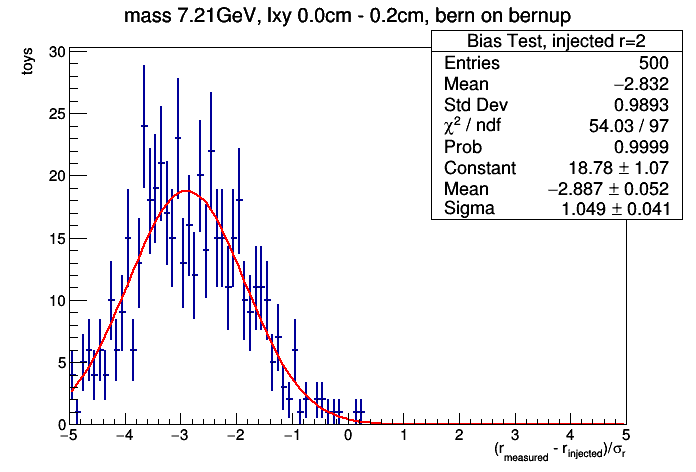 mass 7.21GeV, lxy 0.0cm - 0.2cm, bern on bernup
Bias Test, injected r=2
Entries 500
Mean −2.832
Std Dev 0.9893
χ² / ndf 54.03 / 97
Prob 0.9999
Constant 18.78 ± 1.07
Mean −2.887 ± 0.052
Sigma 1.049 ± 0.041
toys
30
25
20
15
10
5
0
−5 −4 −3 −2 −1 0 1 2 3 4 5
(r_measured - r_injected)/σ_r